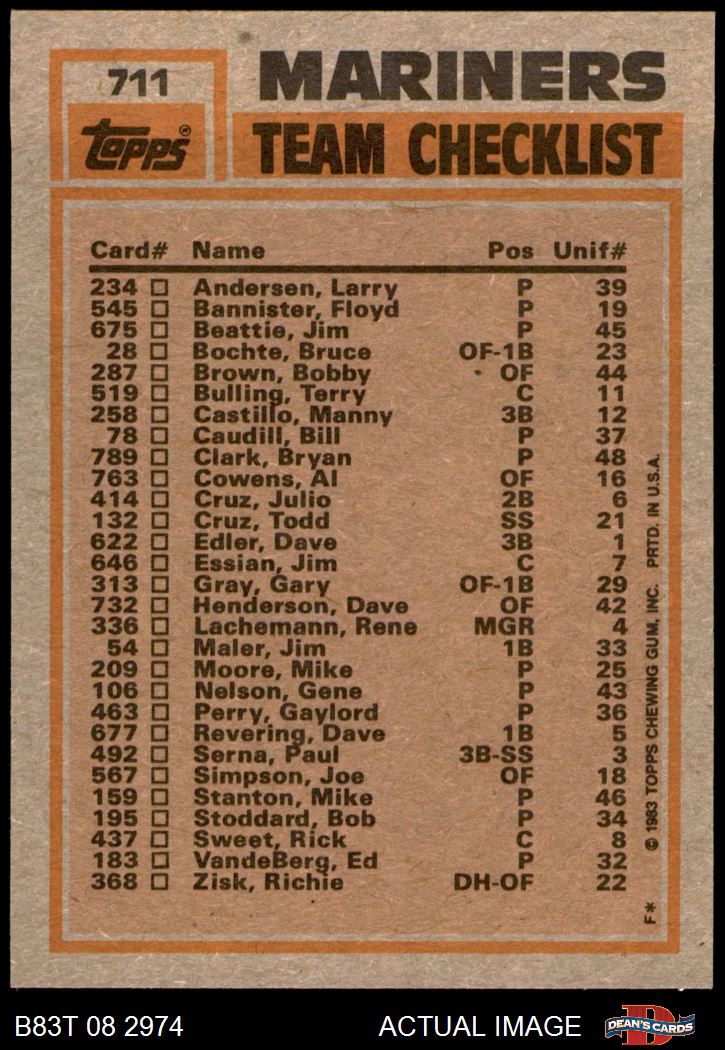 711 MARINERS
Topps® TEAM CHECKLIST
Card# Name Pos Unif#
234 Andersen, Larry P 39
545 Bannister, Floyd P 19
675 Beattie, Jim P 45
28 Bochte, Bruce OF-1B 23
287 Brown, Bobby OF 44
519 Bulling, Terry C 11
258 Castillo, Manny 3B 12
78 Caudill, Bill P 37
789 Clark, Bryan P 48
763 Cowens, Al OF 16
414 Cruz, Julio 2B 6
132 Cruz, Todd SS 21
622 Edler, Dave 3B 1
646 Essian, Jim C 7
313 Gray, Gary OF-1B 29
732 Henderson, Dave OF 42
336 Lachemann, Rene MGR 4
54 Maler, Jim 1B 33
209 Moore, Mike P 25
106 Nelson, Gene P 43
463 Perry, Gaylord P 36
677 Revering, Dave 1B 5
492 Serna, Paul 3B-SS 3
567 Simpson, Joe OF 18
159 Stanton, Mike P 46
195 Stoddard, Bob P 34
437 Sweet, Rick C 8
183 VandeBerg, Ed P 32
368 Zisk, Richie DH-OF 22
© 1983 TOPPS CHEWING GUM, INC. PRTD. IN U.S.A.
F*
B83T 08 2974 ACTUAL IMAGE D DEAN'S CARDS